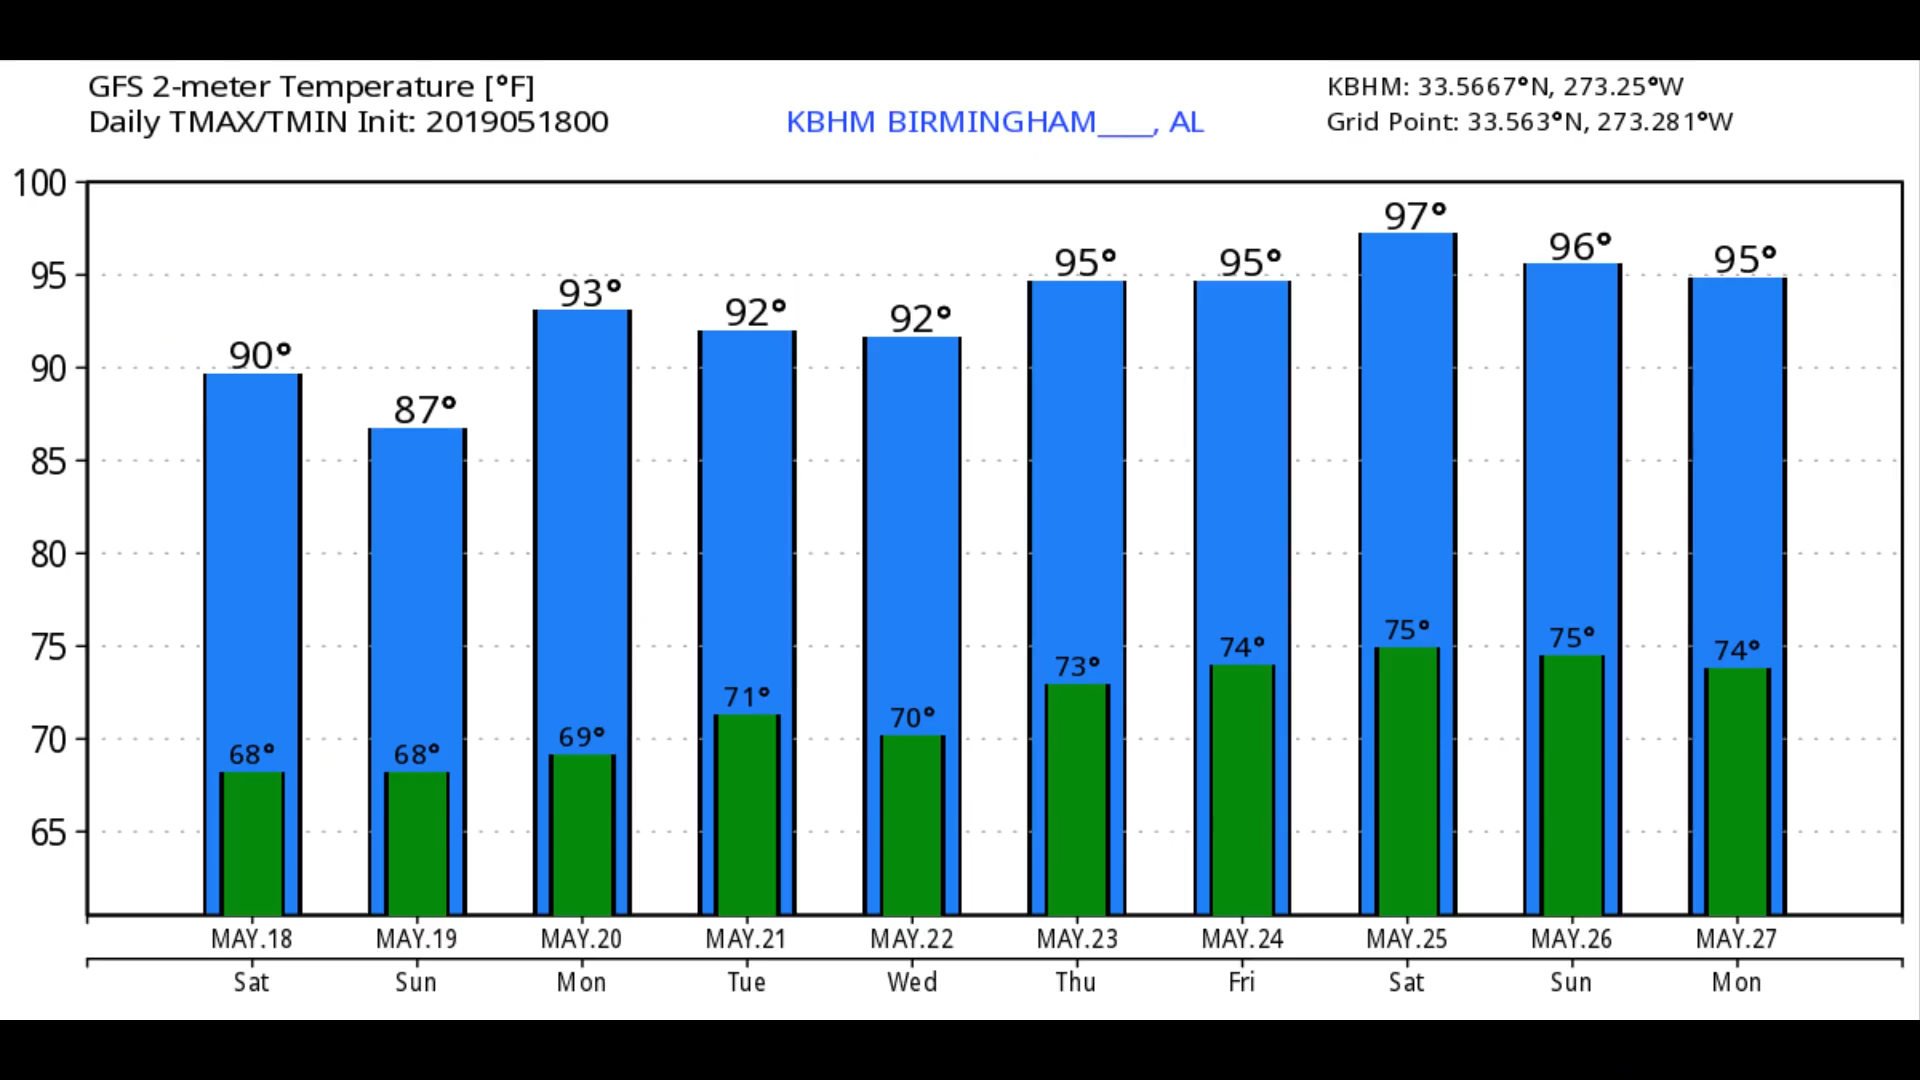 GFS 2-meter Temperature [°F]
Daily TMAX/TMIN Init: 2019051800
KBHM BIRMINGHAM____, AL
KBHM: 33.5667°N, 273.25°W
Grid Point: 33.563°N, 273.281°W
100
95
90
85
80
75
70
65
90° 87° 93° 92° 92° 95° 95° 97° 96° 95°
68° 68° 69° 71° 70° 73° 74° 75° 75° 74°
MAY.18 MAY.19 MAY.20 MAY.21 MAY.22 MAY.23 MAY.24 MAY.25 MAY.26 MAY.27
Sat Sun Mon Tue Wed Thu Fri Sat Sun Mon